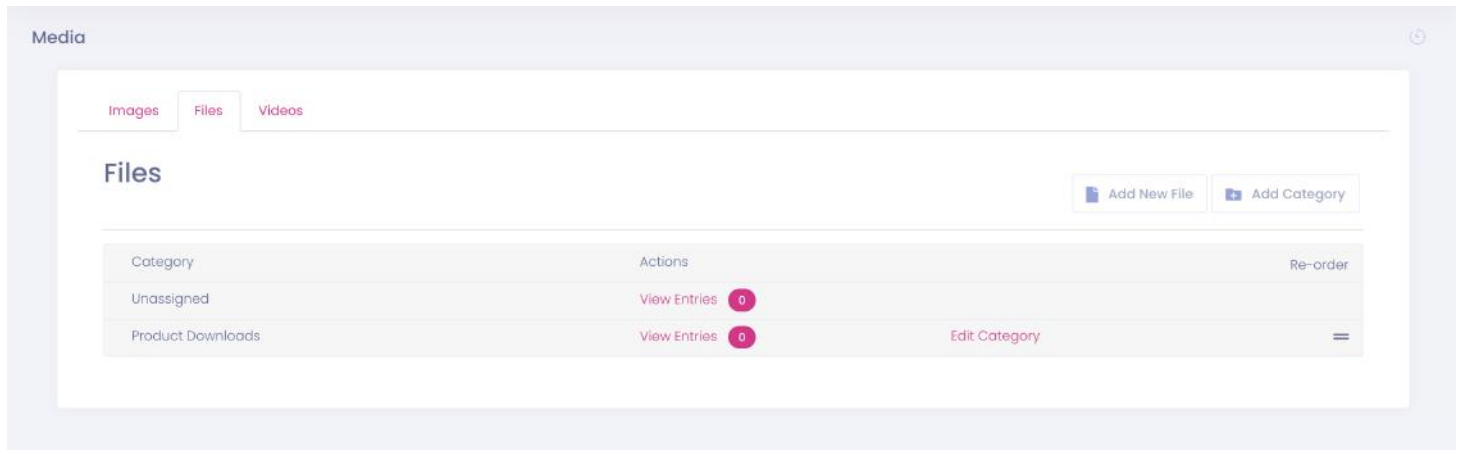 Media
Images Files Videos
Files
Add New File Add Category
Category Actions Re-order
Unassigned View Entries 0
Product Downloads View Entries 0 Edit Category